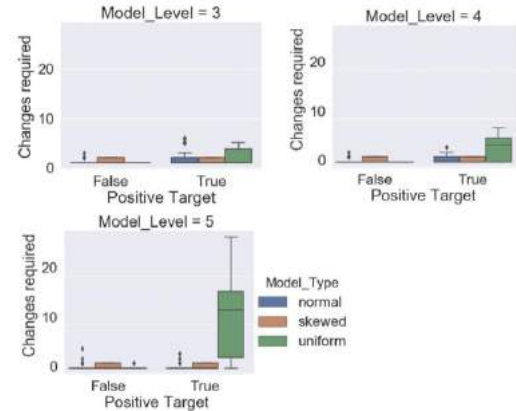 Model_Level = 3
Changes required
20
10
0
False
True
Positive Target
Model_Level = 4
Changes required
20
10
0
False
True
Positive Target
Model_Level = 5
Changes required
20
10
0
False
True
Positive Target
Model_Type
normal
skewed
uniform